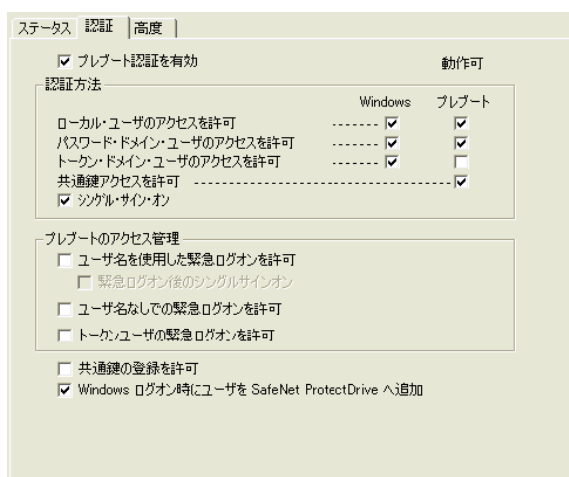 ステータス 認証 高度
プレブート認証を有効 動作可
認証方法
Windows プレブート
ローカル・ユーザのアクセスを許可 -------
パスワード・ドメイン・ユーザのアクセスを許可 -------
トークン・ドメイン・ユーザのアクセスを許可 -------
共通鍵アクセスを許可 -------------------------------------
シングル・サイン・オン
プレブートのアクセス管理
ユーザ名を使用した緊急ログオンを許可
緊急ログオン後のシングルサインオン
ユーザ名なしでの緊急ログオンを許可
トークンユーザの緊急ログオンを許可
共通鍵の登録を許可
Windows ログオン時にユーザを SafeNet ProtectDrive へ追加